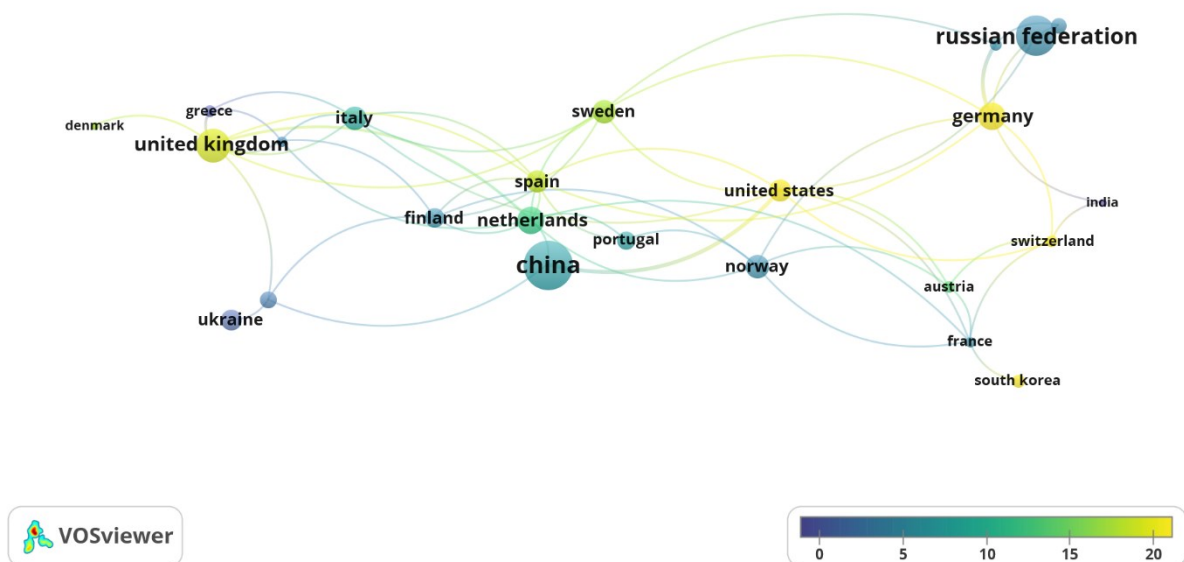 russian federation
sweden
greece
italy
germany
denmark
united kingdom
spain
united states
india
finland
netherlands
portugal
switzerland
china
norway
austria
ukraine
france
south korea
VOSviewer
0 5 10 15 20